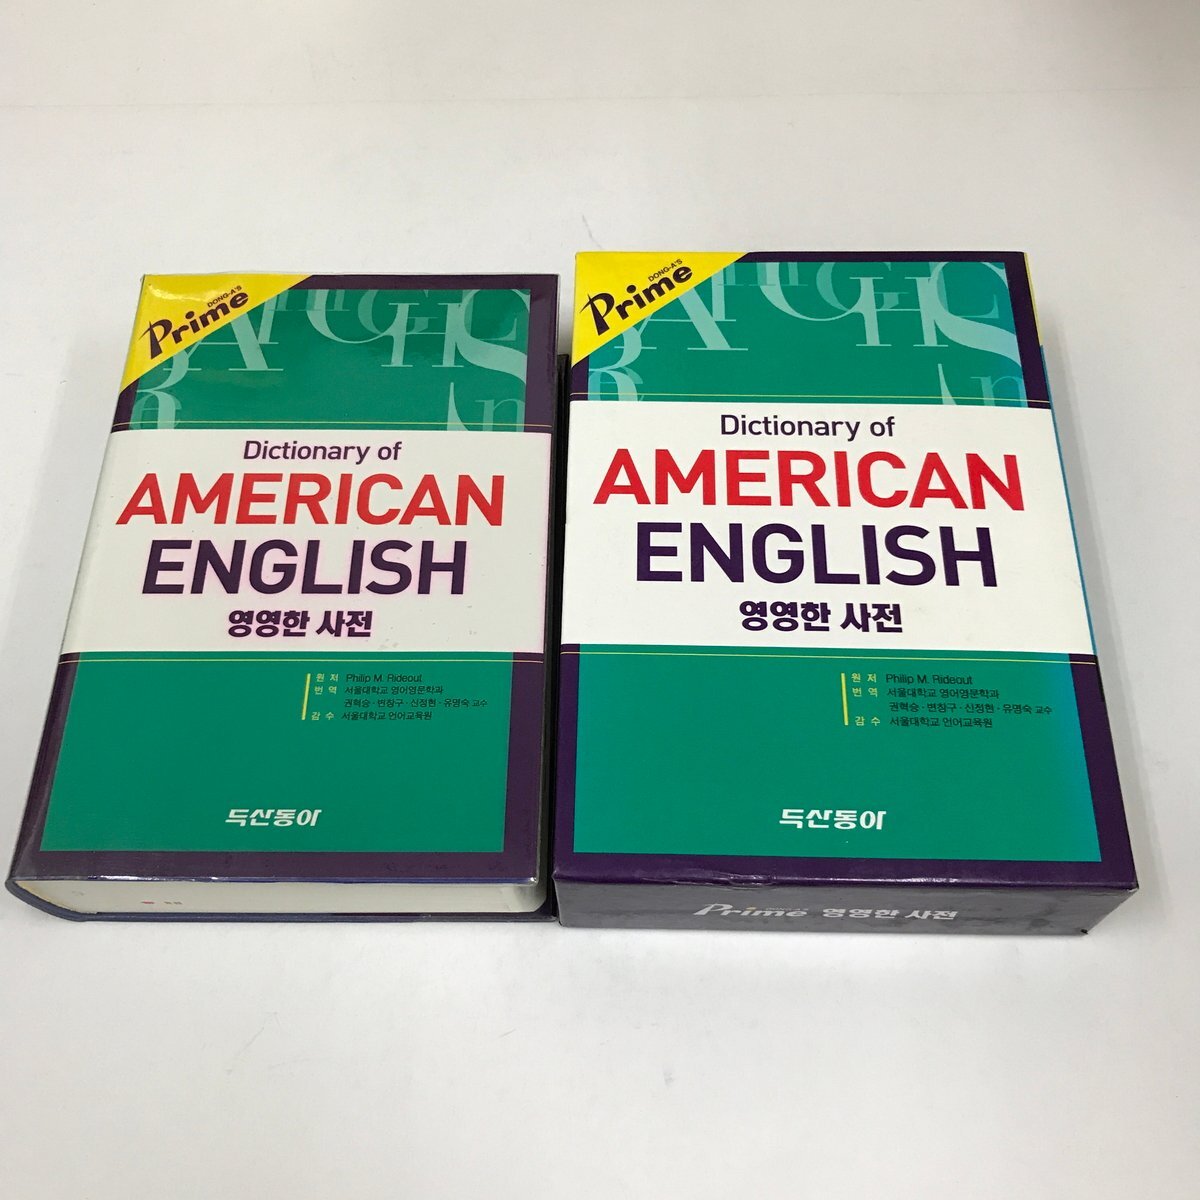 DONG-A'S
Prime
Dictionary of
AMERICAN
ENGLISH
영영한 사전
원 저 Philip M. Rideout
번 역 서울대학교 영어영문학과
권혁승·변창구·신정현·유명숙 교수
감 수 서울대학교 언어교육원
두산동아
DONG-A'S
Prime
Dictionary of
AMERICAN
ENGLISH
영영한 사전
원 저 Philip M. Rideout
번 역 서울대학교 영어영문학과
권혁승·변창구·신정현·유명숙 교수
감 수 서울대학교 언어교육원
두산동아
DONG-A'S
Prime 영영한 사전